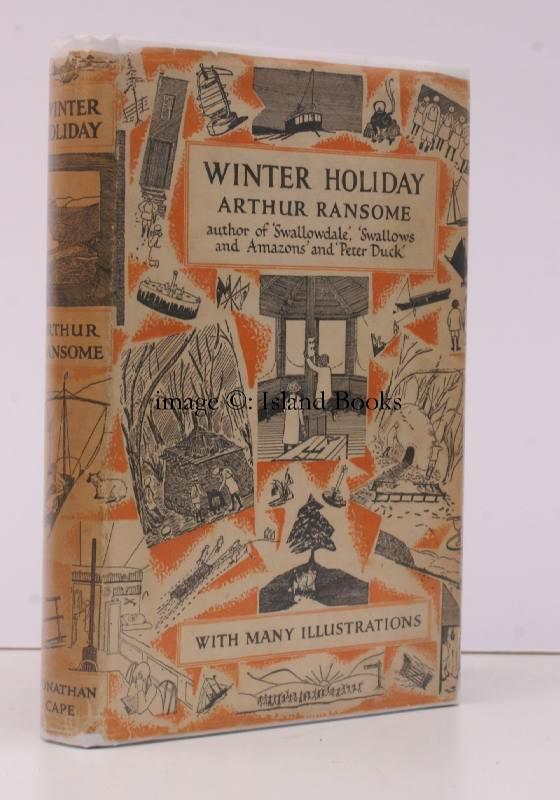 WINTER HOLIDAY
ARTHUR RANSOME
author of 'Swallowdale', 'Swallows
and Amazons' and 'Peter Duck'
image ©: Island Books
WITH MANY ILLUSTRATIONS
WINTER
HOLIDAY
ARTHUR
RANSOME
JONATHAN
CAPE